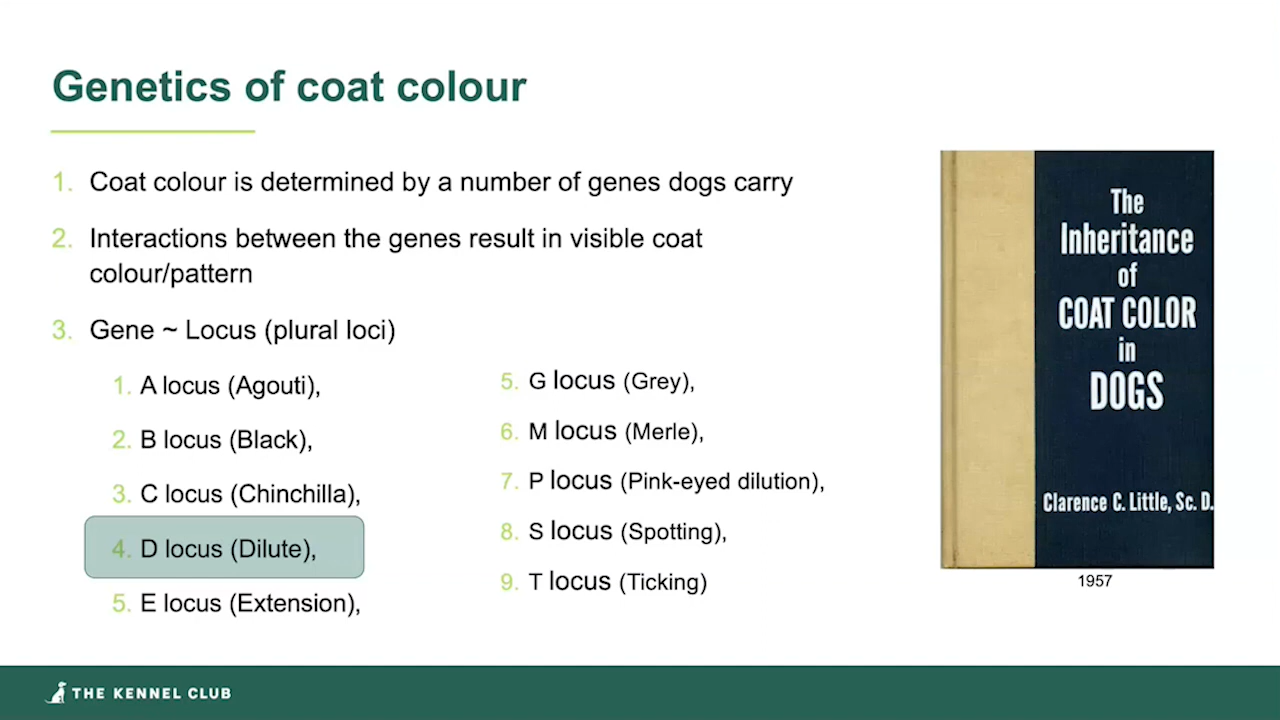 Genetics of coat colour
1. Coat colour is determined by a number of genes dogs carry
2. Interactions between the genes result in visible coat
colour/pattern
3. Gene ~ Locus (plural loci)
1. A locus (Agouti),
2. B locus (Black),
3. C locus (Chinchilla),
4. D locus (Dilute),
5. E locus (Extension),
5. G locus (Grey),
6. M locus (Merle),
7. P locus (Pink-eyed dilution),
8. S locus (Spotting),
9. T locus (Ticking)
The
Inheritance
of
COAT COLOR
in
DOGS
Clarence C. Little, Sc. D.
1957
THE KENNEL CLUB